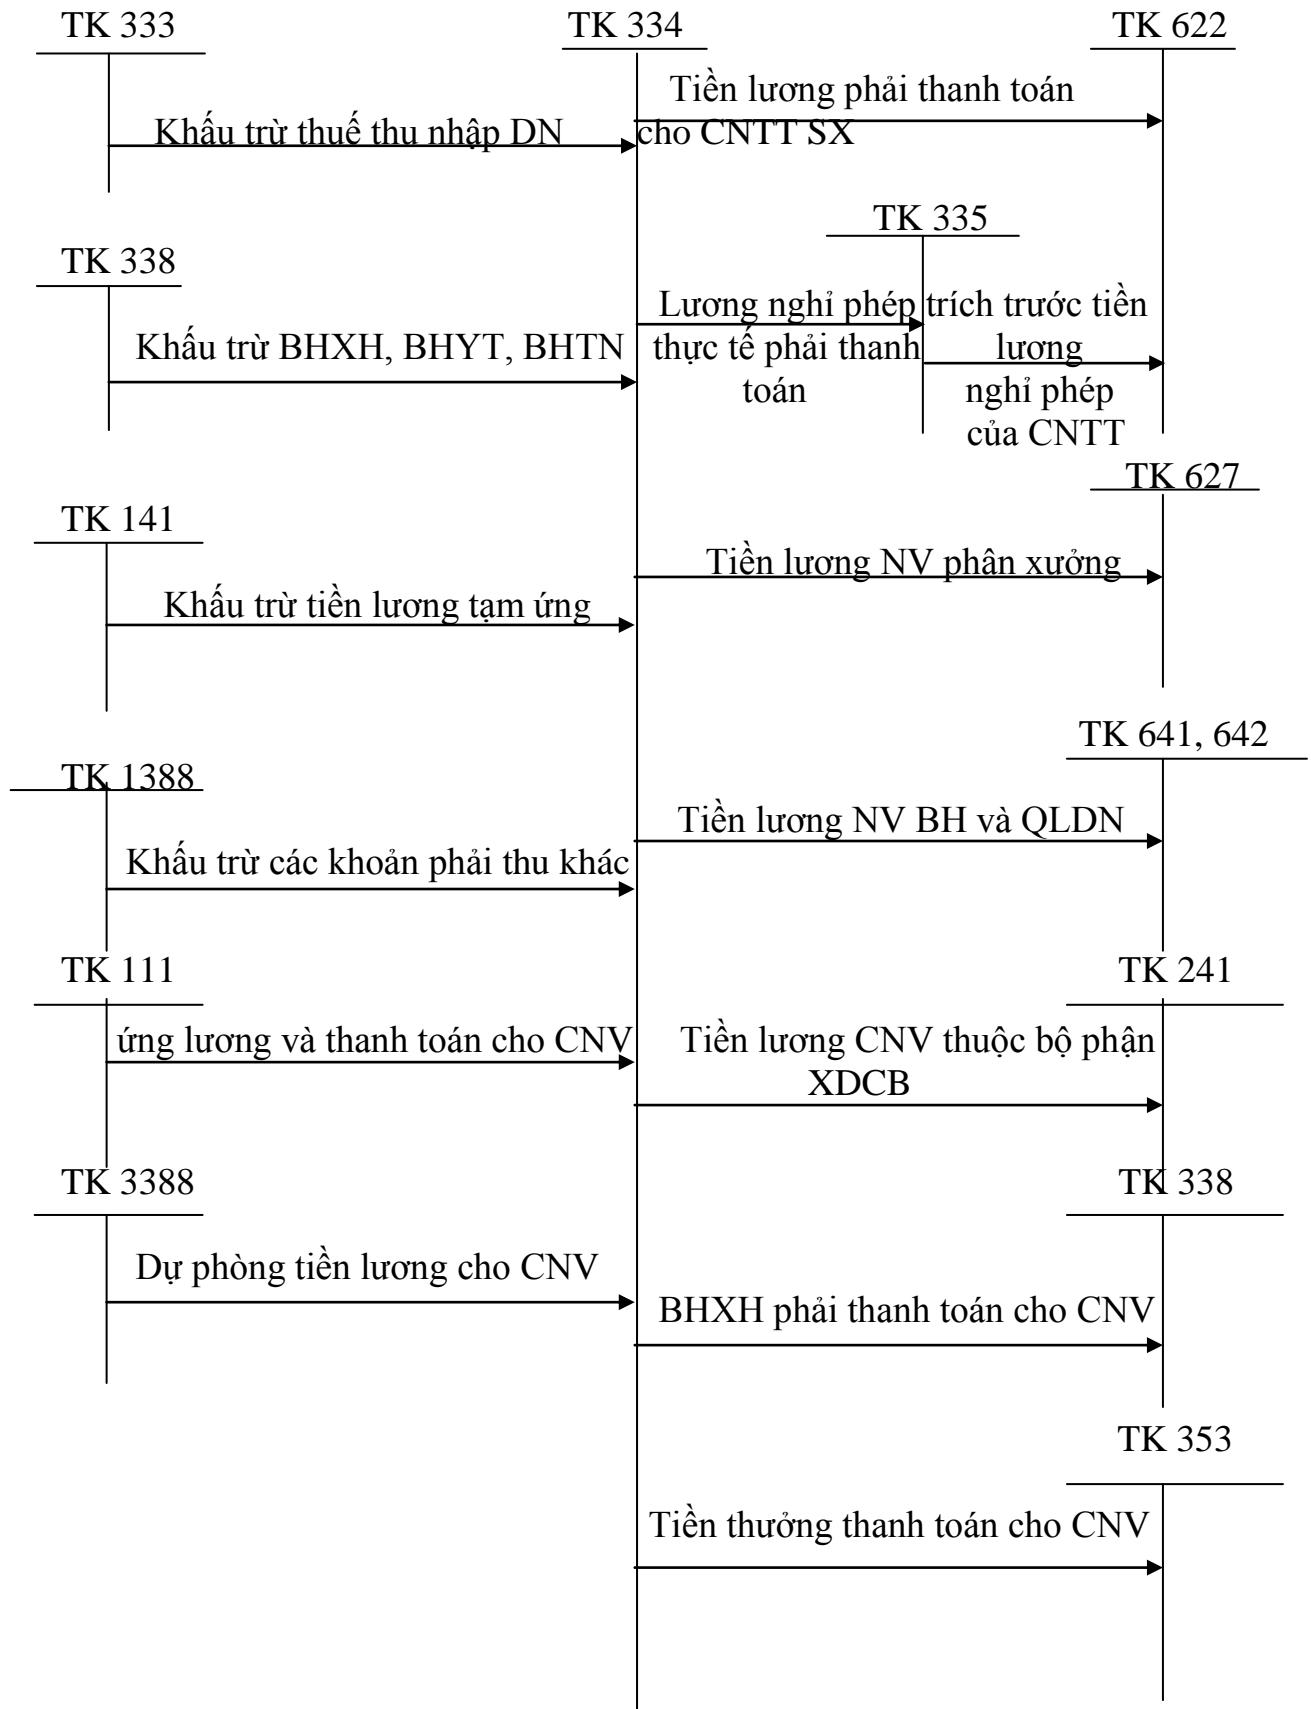 TK 333
TK 334
TK 622
Tiền lương phải thanh toán
cho CNTT SX
Khấu trừ thuế thu nhập DN
TK 335
TK 338
Lương nghỉ phép
thực tế phải thanh
toán
trích trước tiền
lương
nghỉ phép
của CNTT
Khấu trừ BHXH, BHYT, BHTN
TK 627
TK 141
Tiền lương NV phân xưởng
Khấu trừ tiền lương tạm ứng
TK 641, 642
TK 1388
Tiền lương NV BH và QLDN
Khấu trừ các khoản phải thu khác
TK 111
TK 241
ứng lương và thanh toán cho CNV
Tiền lương CNV thuộc bộ phận
XDCB
TK 3388
TK 338
Dự phòng tiền lương cho CNV
BHXH phải thanh toán cho CNV
TK 353
Tiền thưởng thanh toán cho CNV